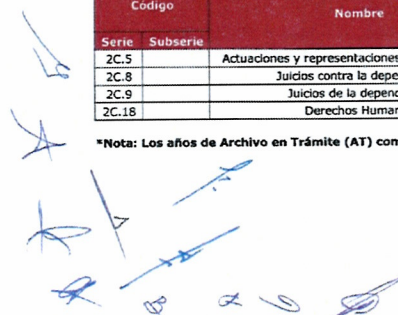 Código Nombre
Serie Subserie
2C.5 Actuaciones y representaciones
2C.8 Juicios contra la depe
2C.9 Juicios de la depend
2C.18 Derechos Human
*Nota: Los años de Archivo en Trámite (AT) com